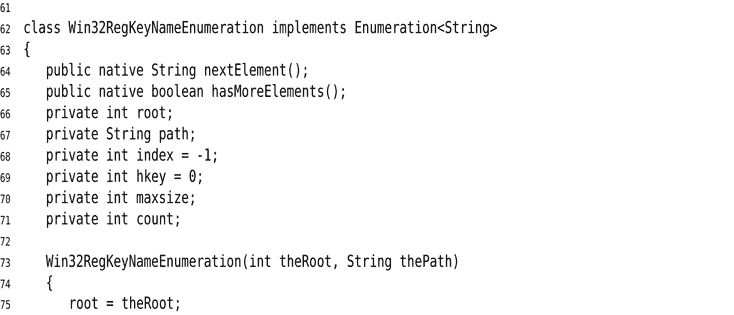 61
62 class Win32RegKeyNameEnumeration implements Enumeration<String>
63 {
64 public native String nextElement();
65 public native boolean hasMoreElements();
66 private int root;
67 private String path;
68 private int index = -1;
69 private int hkey = 0;
70 private int maxsize;
71 private int count;
72
73 Win32RegKeyNameEnumeration(int theRoot, String thePath)
74 {
75 root = theRoot;